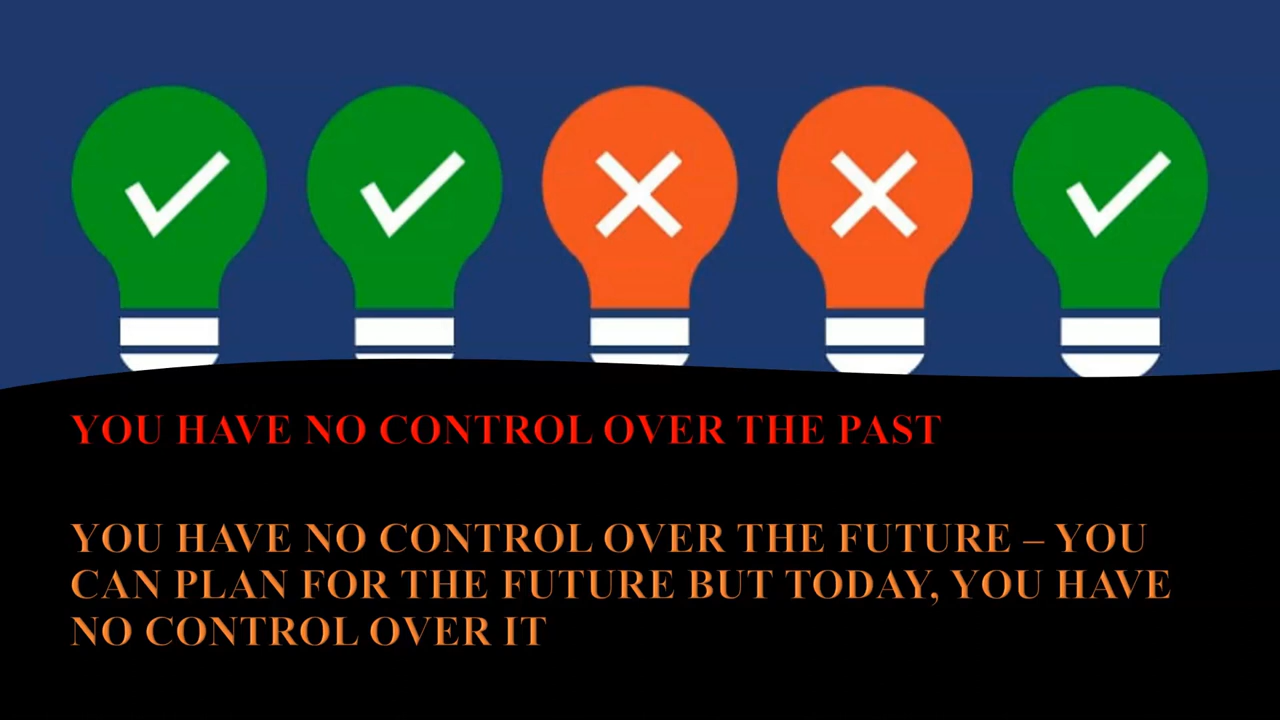 YOU HAVE NO CONTROL OVER THE PAST
YOU HAVE NO CONTROL OVER THE FUTURE – YOU
CAN PLAN FOR THE FUTURE BUT TODAY, YOU HAVE
NO CONTROL OVER IT